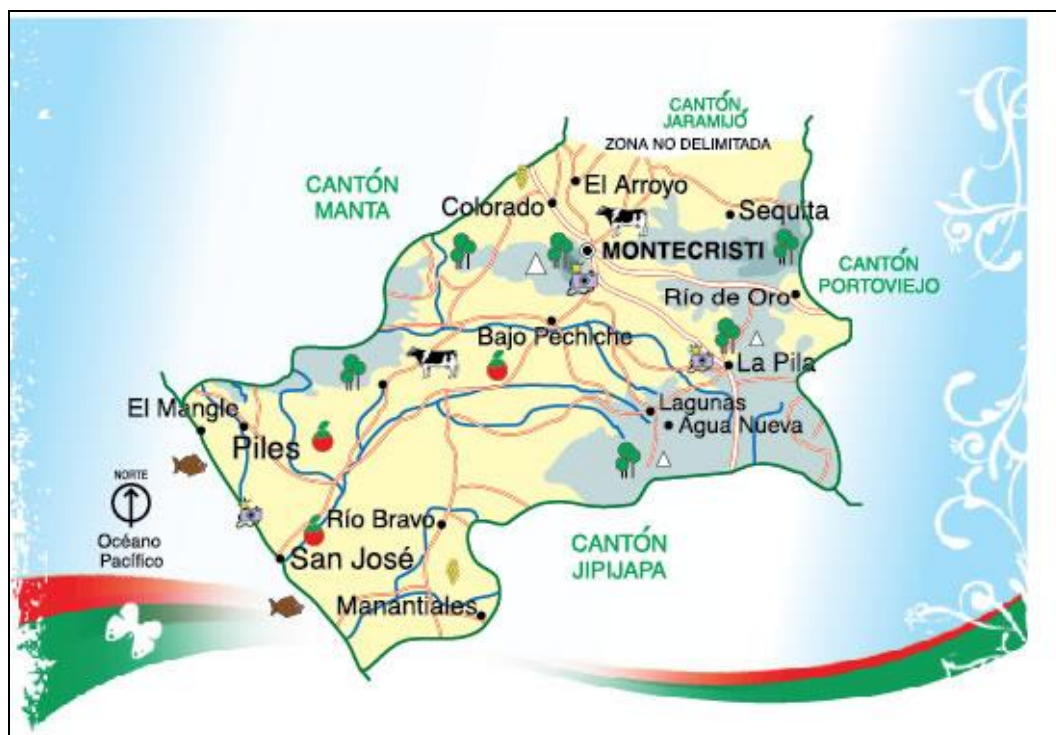 CANTÓN
JARAMIJÓ
ZONA NO DELIMITADA
CANTÓN
MANTA
El Arroyo
Colorado
Sequita
MONTECRISTI
CANTÓN
PORTOVIEJO
Río de Oro
Bajo Pechiche
La Pila
El Mangle
Lagunas
Agua Nueva
Piles
NORTE
Río Bravo
Océano
Pacífico
San José
CANTÓN
JIPIJAPA
Manantiales